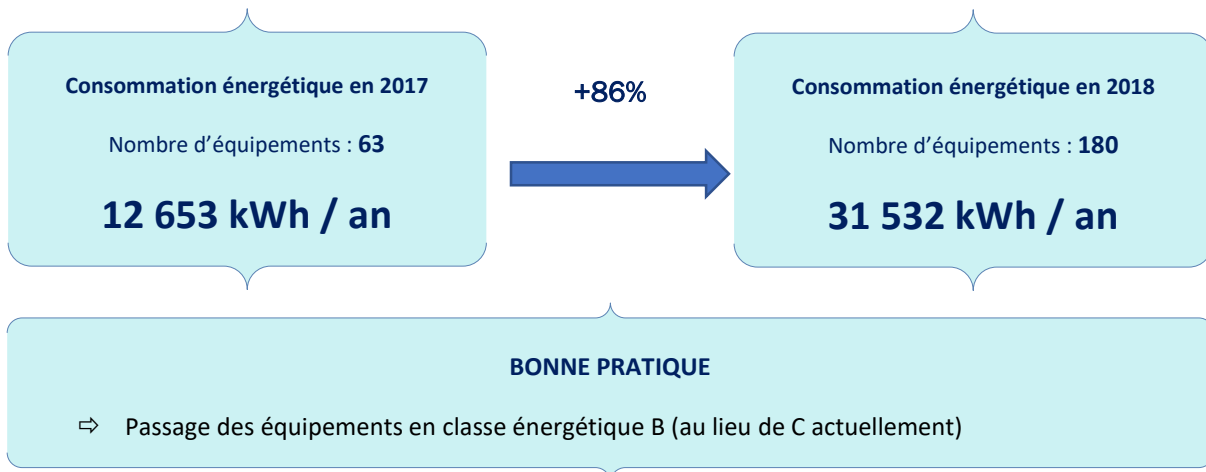 Consommation énergétique en 2017
Nombre d'équipements : 63
12 653 kWh / an
+86%
Consommation énergétique en 2018
Nombre d'équipements : 180
31 532 kWh / an
BONNE PRATIQUE
⇨ Passage des équipements en classe énergétique B (au lieu de C actuellement)